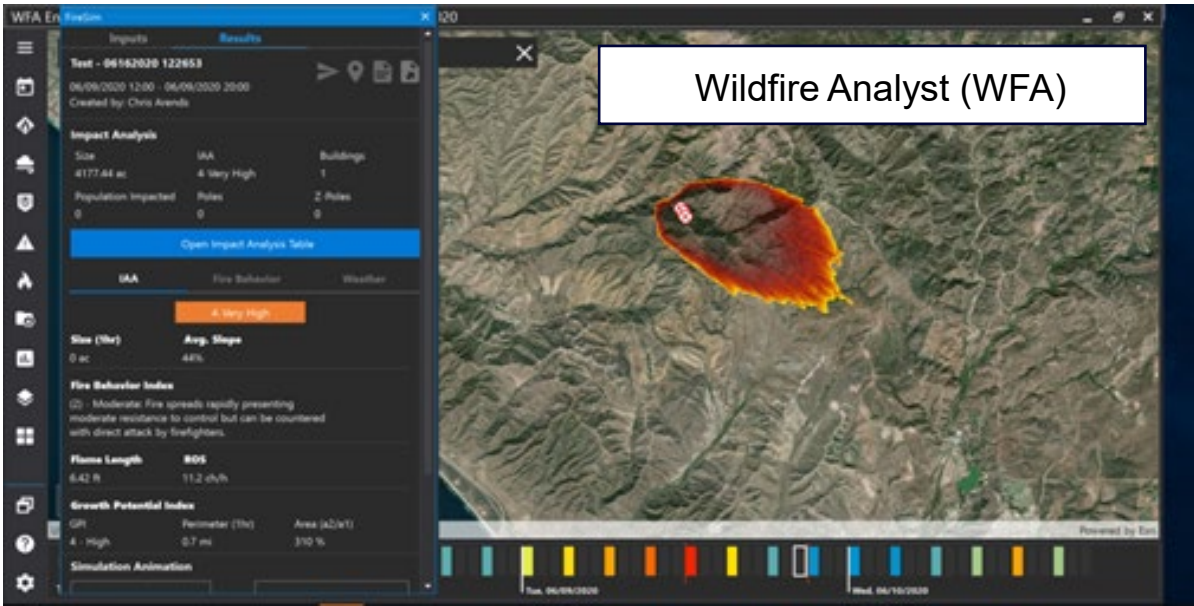 WFA En
FireSim
020
Inputs Results
Test - 06162020 122653
06/09/2020 12:00 - 06/09/2020 20:00
Created by: Chris Arends
Wildfire Analyst (WFA)
Impact Analysis
Size IAA Buildings
4177.44 ac 4-Very High 1
Population Impacted Poles Z-Poles
0 0 0
Open Impact Analysis Table
IAA Fire Behavior Weather
4-Very High
Size (1hr) Avg. Slope
0 ac 44%
Fire Behavior Index
(2) - Moderate: Fire spreads rapidly presenting
moderate resistance to control but can be countered
with direct attack by firefighters.
Flame Length ROS
6.42 ft 11.2 ch/h
Growth Potential Index
GPI Perimeter (1hr) Area (a2/a1)
4 - High 0.7 mi 310 %
Simulation Animation
Powered by Esri
Tue, 06/09/2020
Wed, 06/10/2020